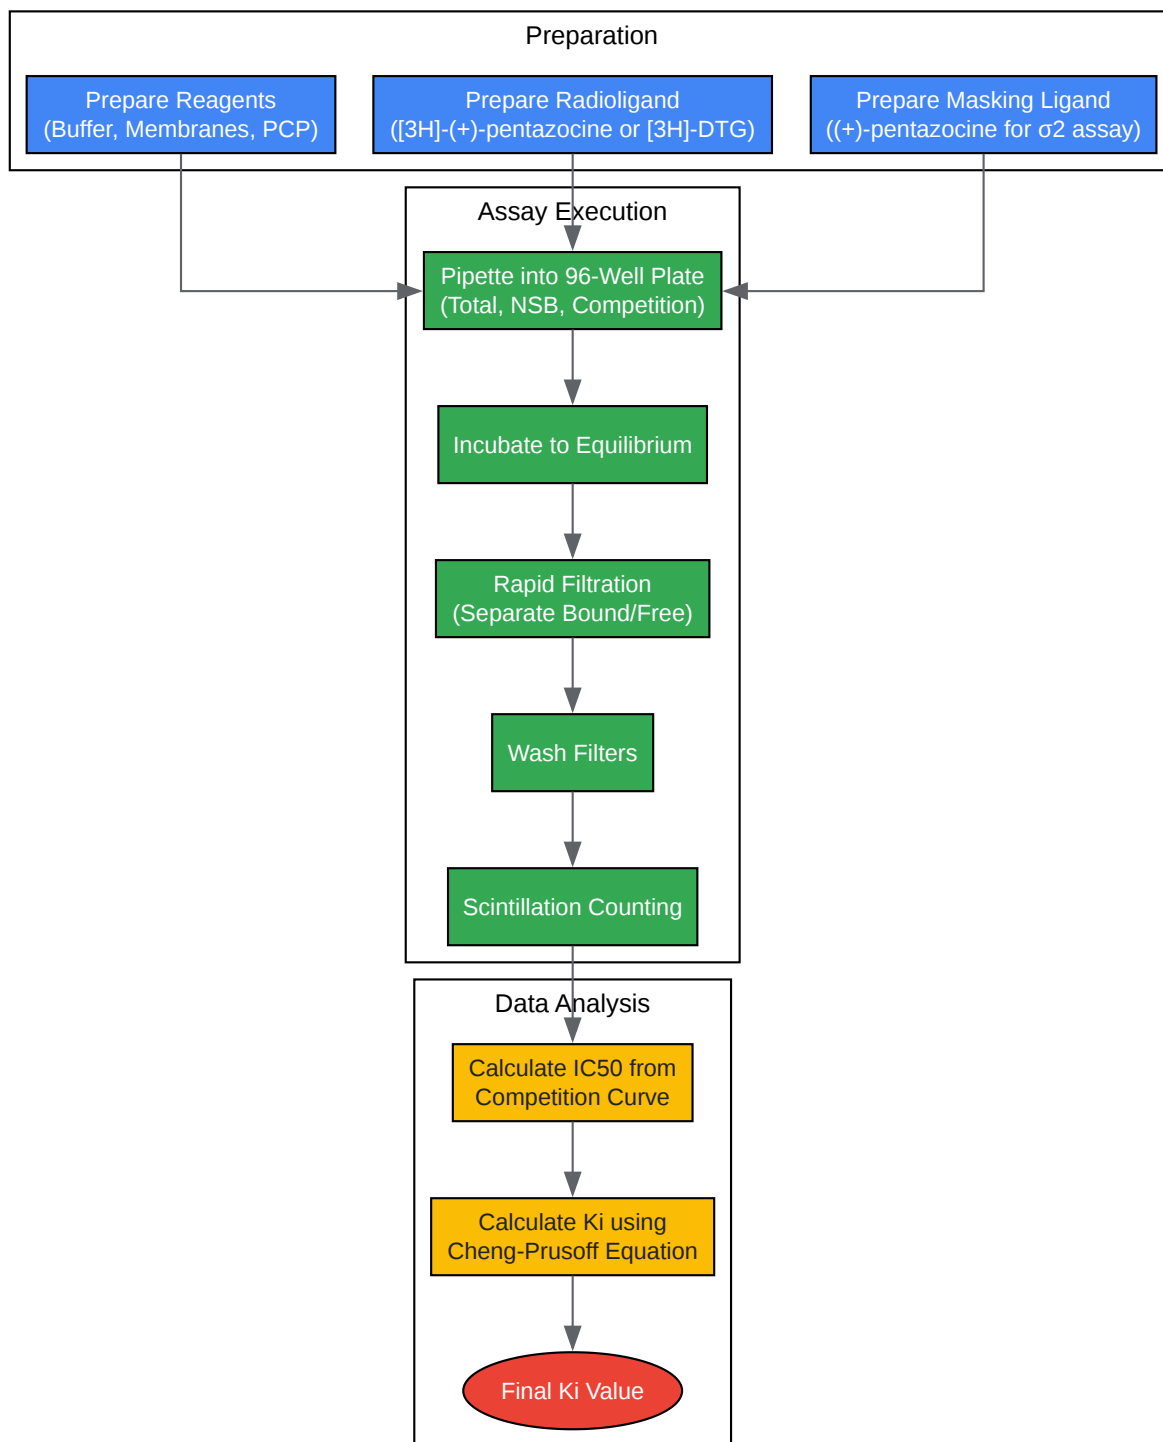 Preparation
Prepare Reagents
(Buffer, Membranes, PCP)
Prepare Radioligand
([3H]-(+)-pentazocine or [3H]-DTG)
Prepare Masking Ligand
((+)-pentazocine for σ2 assay)
Assay Execution
Pipette into 96-Well Plate
(Total, NSB, Competition)
Incubate to Equilibrium
Rapid Filtration
(Separate Bound/Free)
Wash Filters
Scintillation Counting
Data Analysis
Calculate IC50 from
Competition Curve
Calculate Ki using
Cheng-Prusoff Equation
Final Ki Value